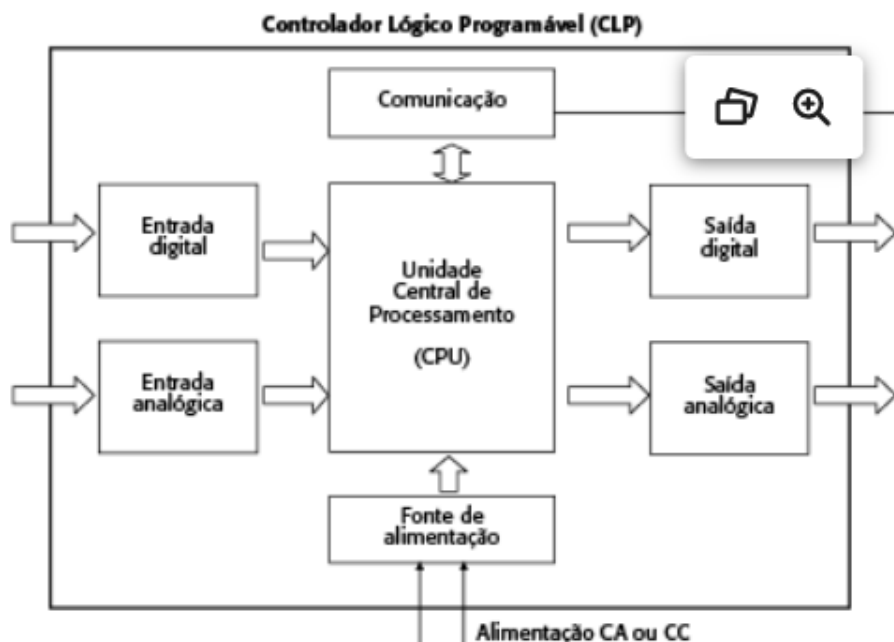 Controlador Lógico Programável (CLP)
Comunicação
Entrada
digital
Entrada
analógica
Unidade
Central de
Processamento
(CPU)
Saída
digital
Saída
analógica
Fonte de
alimentação
Alimentação CA ou CC